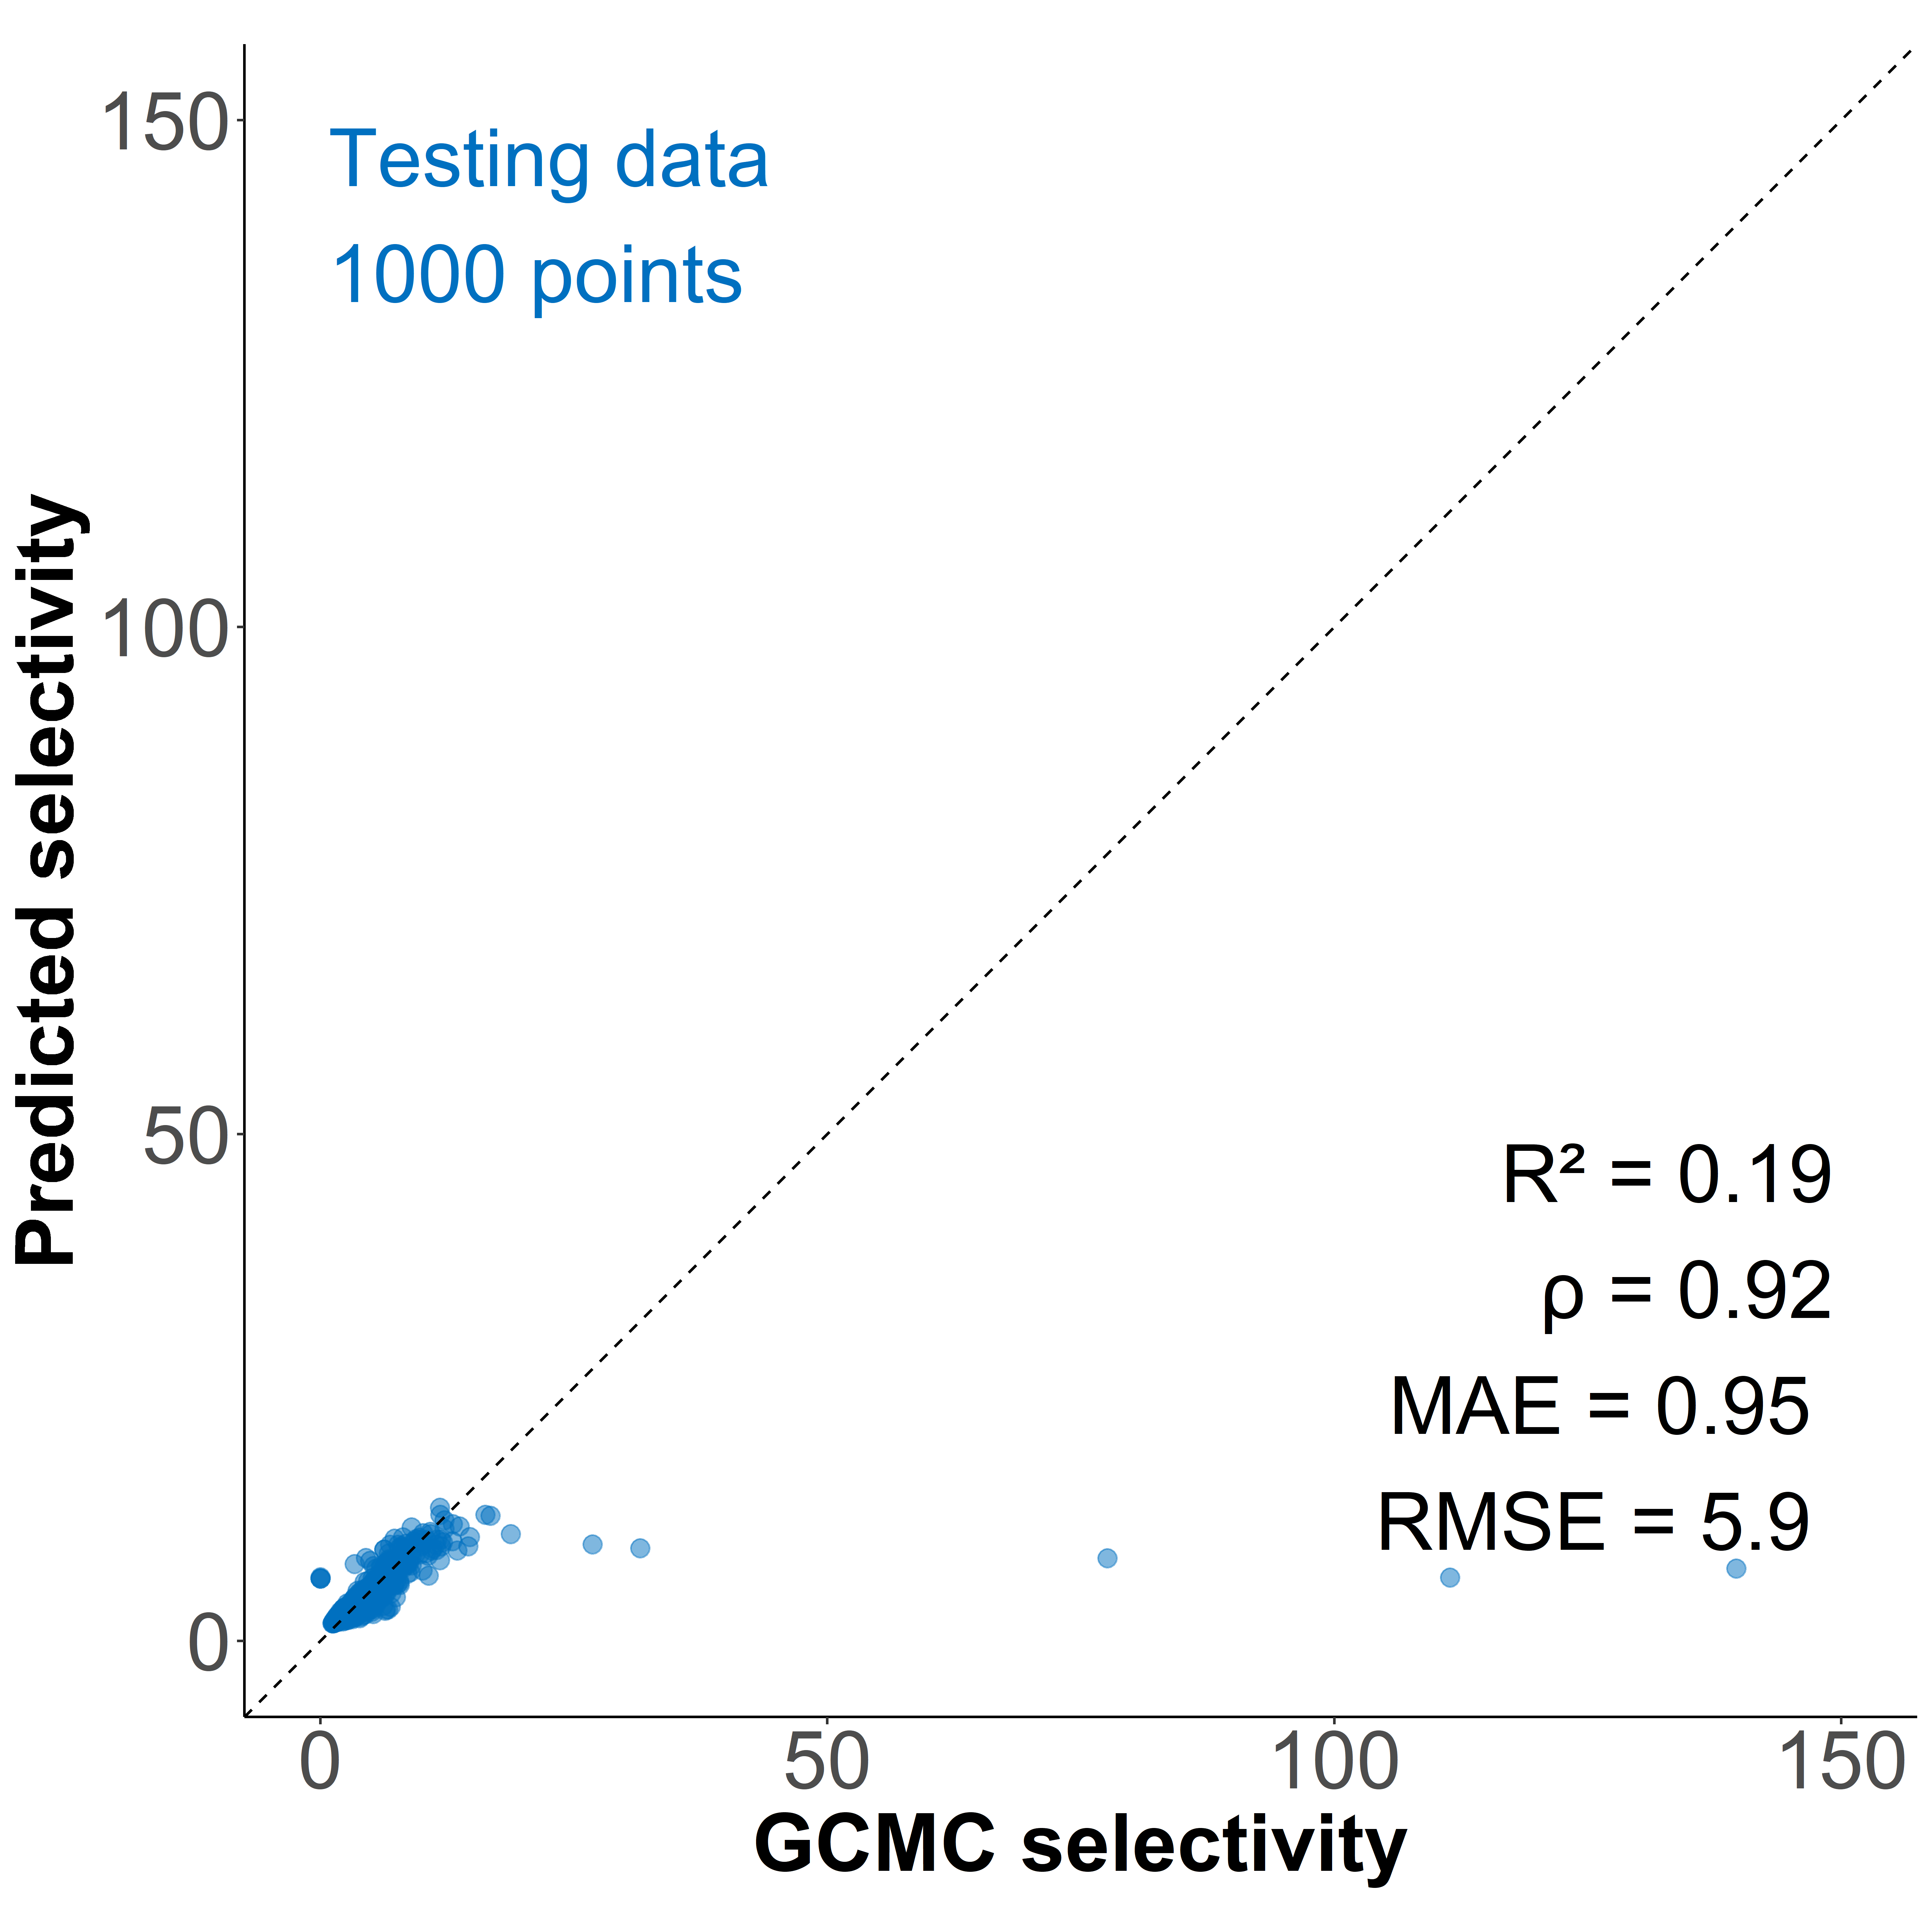 Testing data
1000 points
Predicted selectivity
150
100
50
0
R² = 0.19
ρ = 0.92
MAE = 0.95
RMSE = 5.9
0 50 100 150
GCMC selectivity